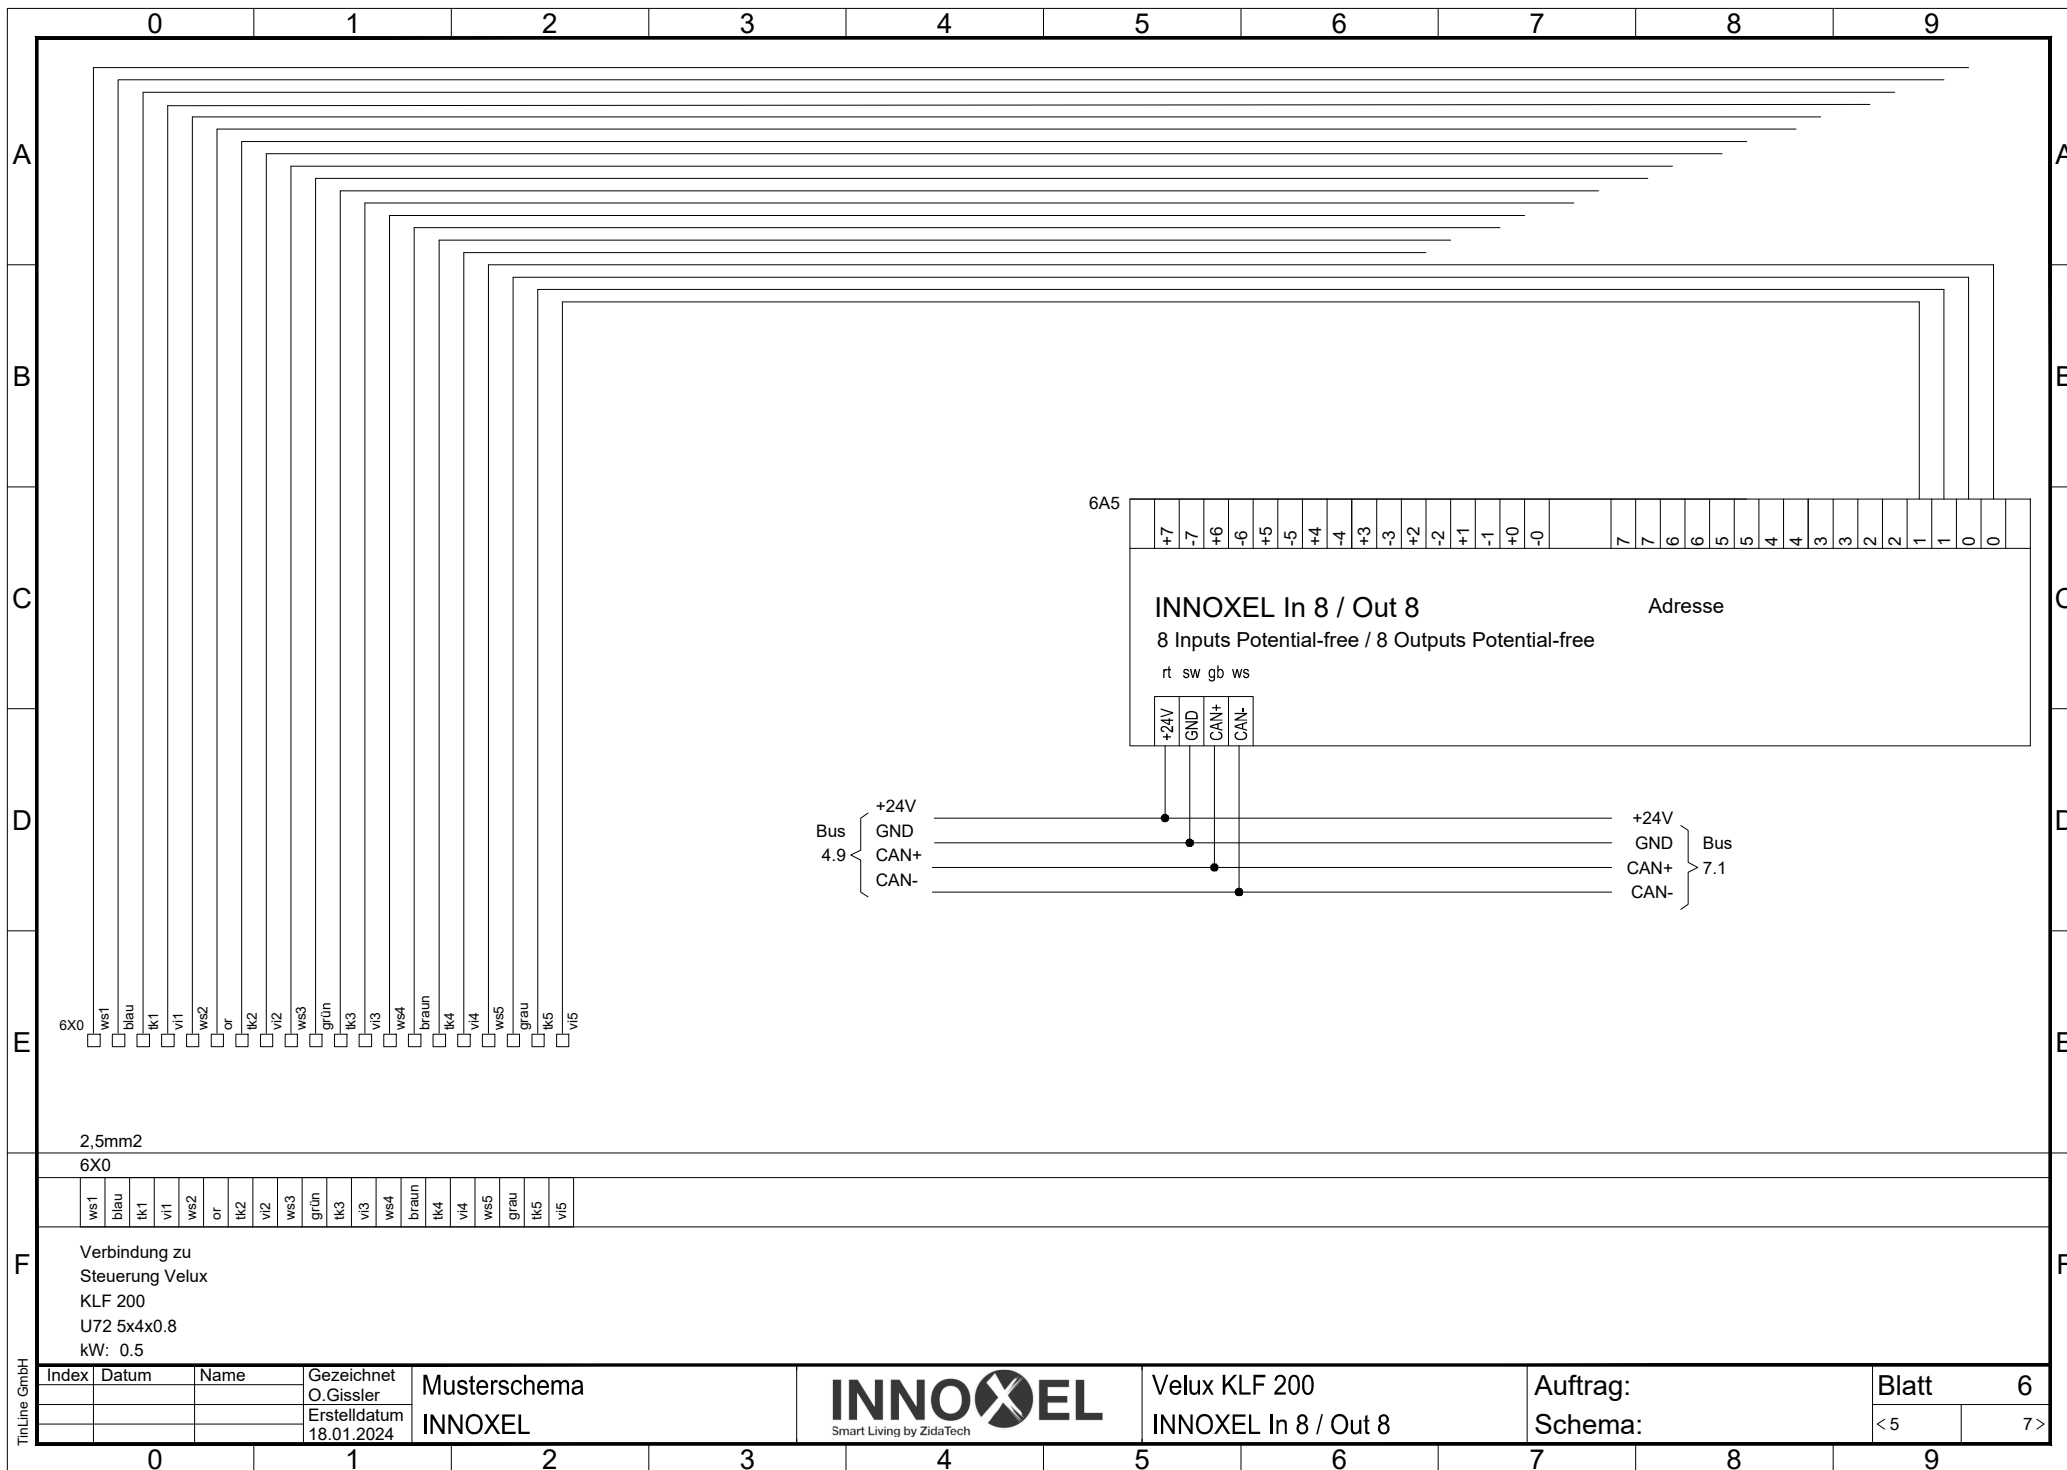 0 1 2 3 4 5 6 7 8 9
A A
B B
6A5
+7 -7 +6 -6 +5 -5 +4 -4 +3 -3 +2 -2 +1 -1 +0 -0 7 7 6 6 5 5 4 4 3 3 2 2 1 1 0 0
C C
INNOXEL In 8 / Out 8 Adresse
8 Inputs Potential-free / 8 Outputs Potential-free
rt sw gb ws
+24V GND CAN+ CAN-
D D
+24V +24V
Bus GND GND Bus
4.9 CAN+ CAN+ 7.1
CAN- CAN-
6X0 ws1 blau tk1 vi1 ws2 or tk2 vi2 ws3 grün tk3 vi3 ws4 braun tk4 vi4 ws5 grau tk5 vi5
E E
2,5mm2
6X0
ws1 blau tk1 vi1 ws2 or tk2 vi2 ws3 grün tk3 vi3 ws4 braun tk4 vi4 ws5 grau tk5 vi5
F F
Verbindung zu
Steuerung Velux
KLF 200
U72 5x4x0.8
kW: 0.5
TinLine GmbH
Index Datum Name
Gezeichnet
O.Gissler
Erstelldatum
18.01.2024
Musterschema
INNOXEL
INNOXEL
Smart Living by ZidaTech
Velux KLF 200
INNOXEL In 8 / Out 8
Auftrag:
Schema:
Blatt 6
< 5 7 >
0 1 2 3 4 5 6 7 8 9